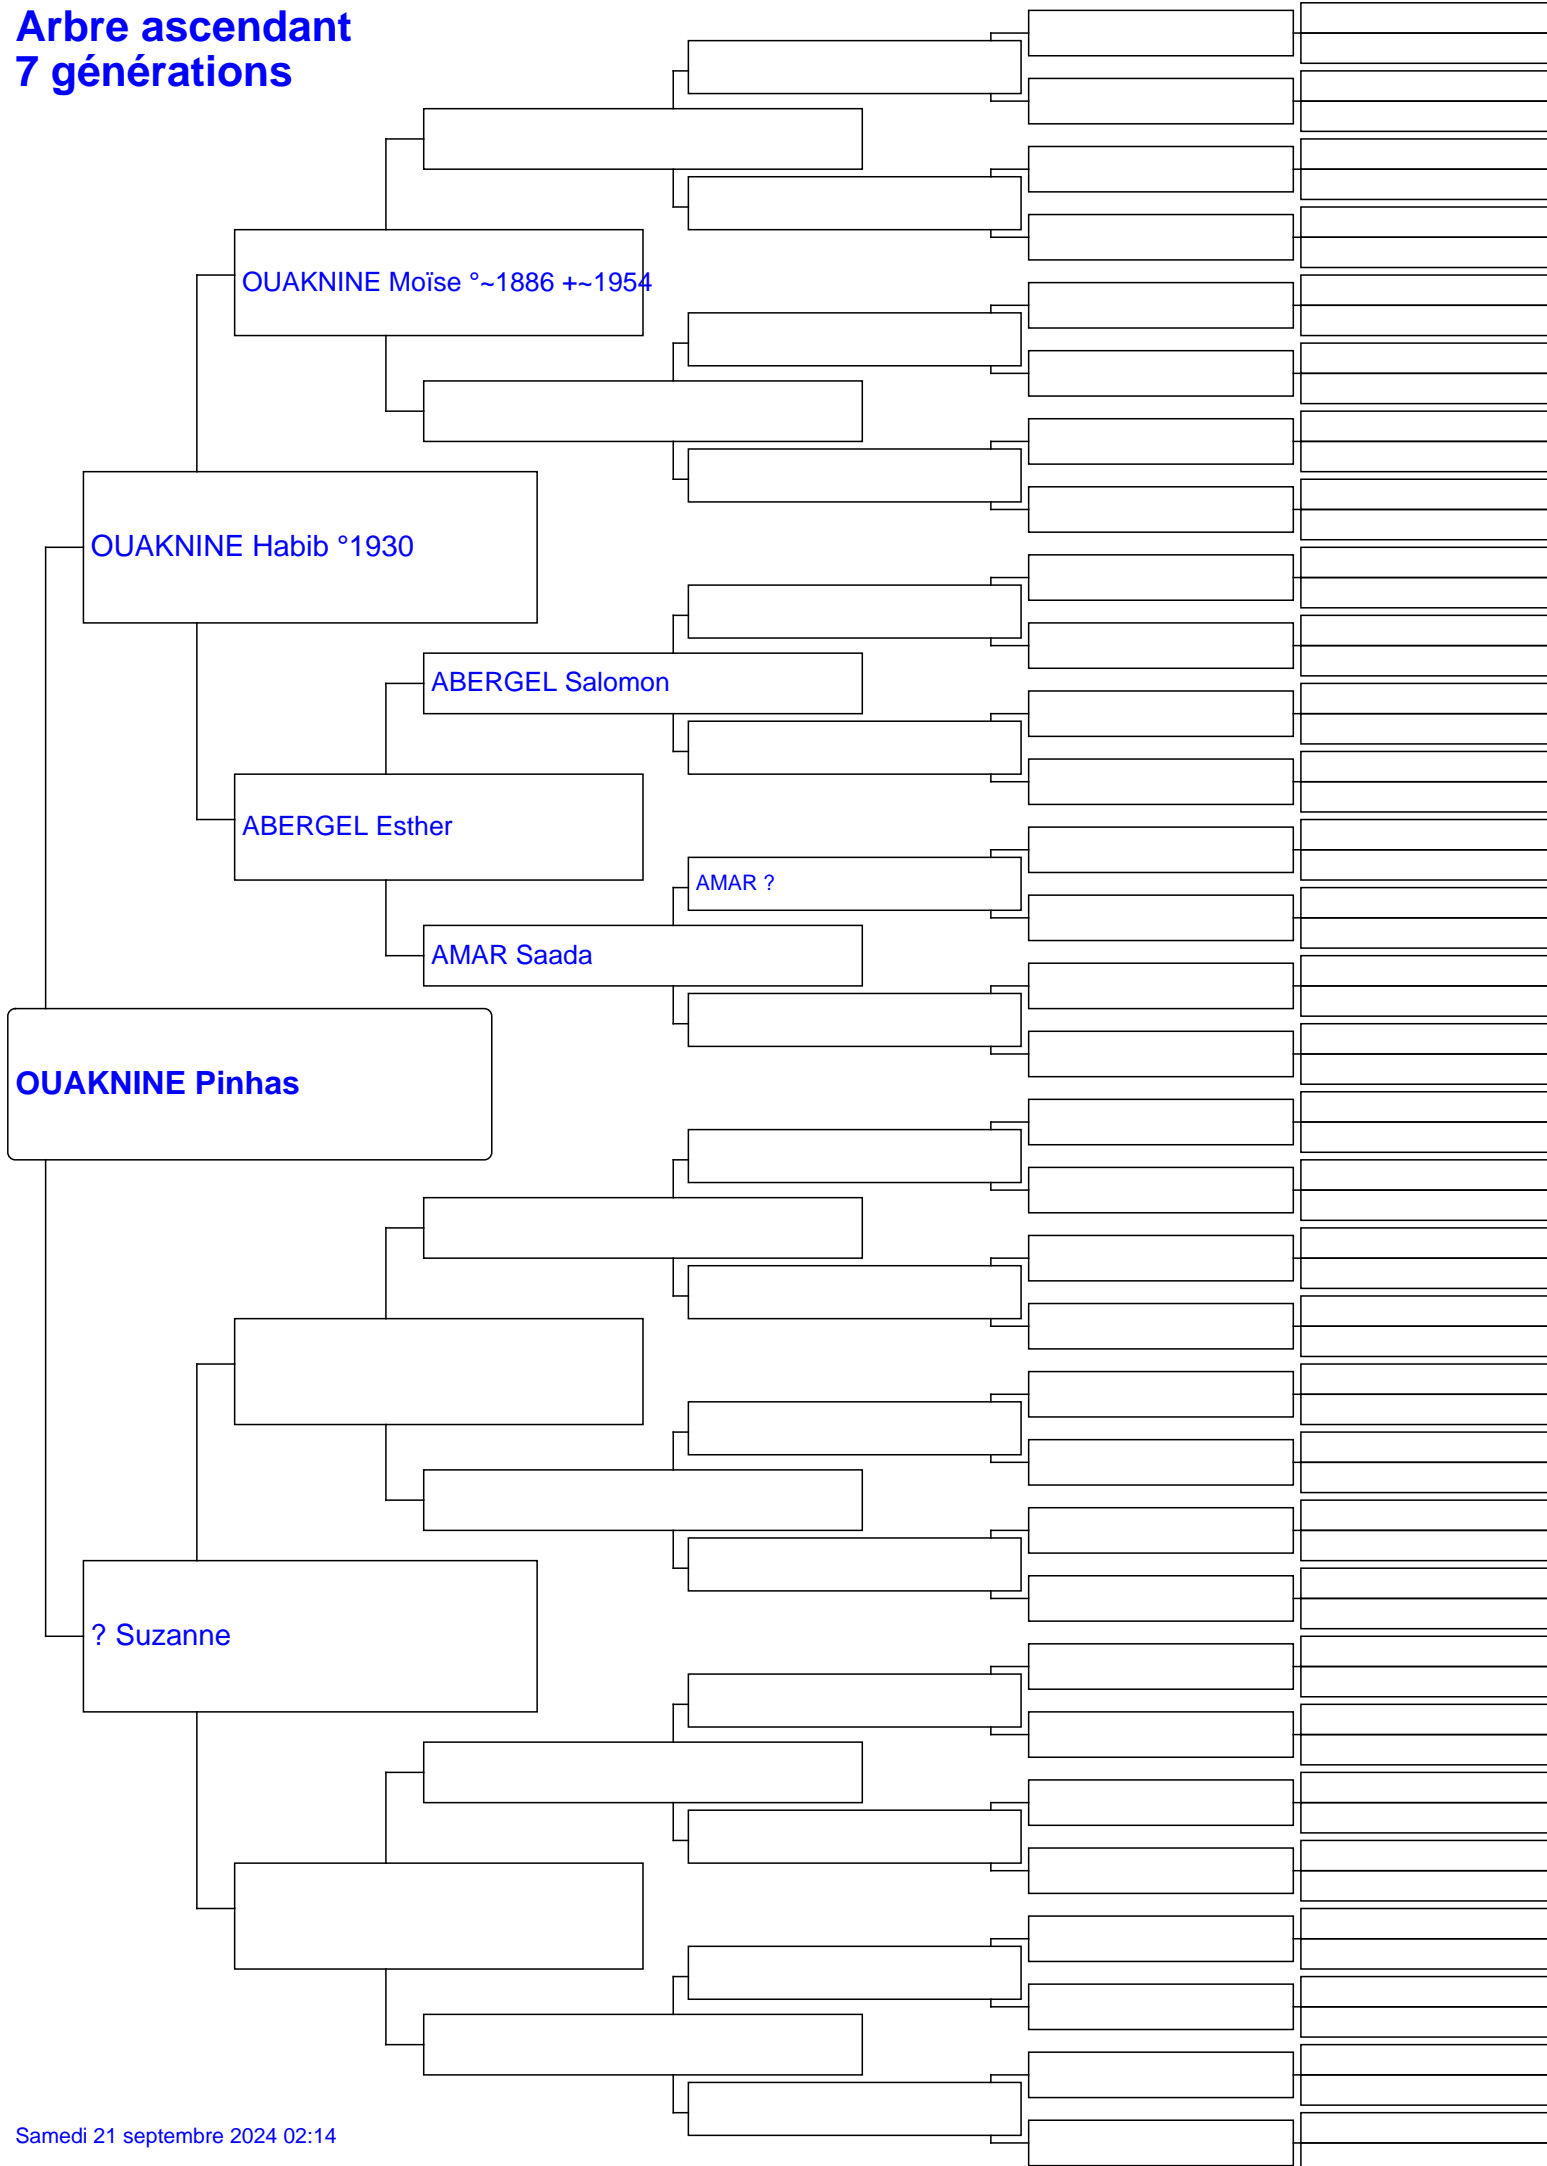 Arbre ascendant
7 générations
OUAKNINE Moïse °~1886 +~1954
OUAKNINE Habib °1930
ABERGEL Salomon
ABERGEL Esther
AMAR ?
AMAR Saada
OUAKNINE Pinhas
? Suzanne
Samedi 21 septembre 2024 02:14